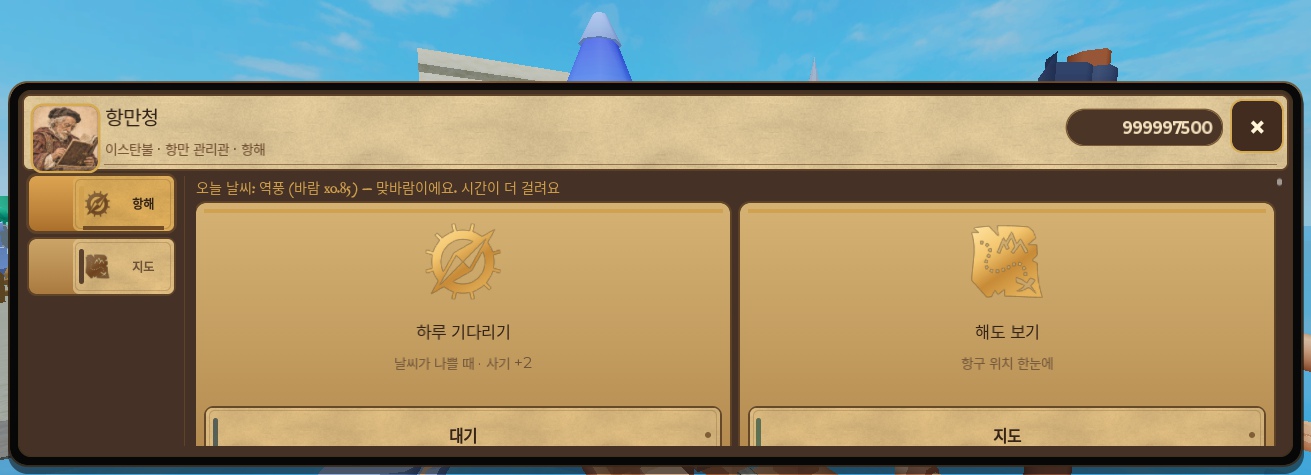 항만청
이스탄불 · 항만 관리관 · 항해
999997500
항해
지도
오늘 날씨: 역풍 (바람 x0.85) — 맞바람이에요. 시간이 더 걸려요
하루 기다리기
날씨가 나쁠 때 · 사기 +2
대기
해도 보기
항구 위치 한눈에
지도